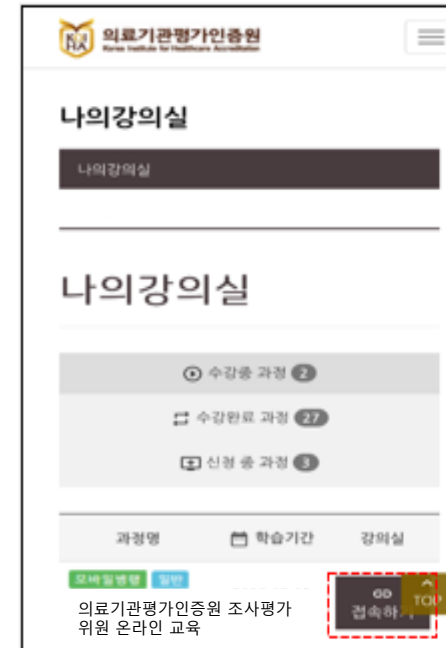 의료기관평가인증원
Korea Institute for Healthcare Accreditation
나의강의실
나의강의실
나의강의실
수강중 과정 2
수강완료 과정 27
신청 중 과정 3
과정명 학습기간 강의실
모바일병행 일반
의료기관평가인증원 조사평가
위원 온라인 교육
접속하기
TOP